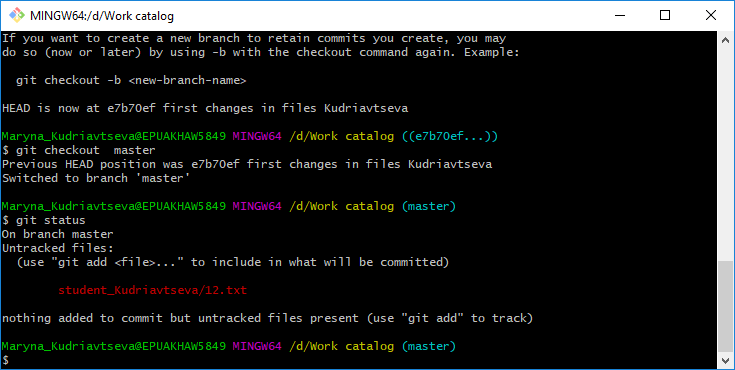 MINGW64:/d/Work catalog
If you want to create a new branch to retain commits you create, you may
do so (now or later) by using -b with the checkout command again. Example:
git checkout -b <new-branch-name>
HEAD is now at e7b70ef first changes in files Kudriavtseva
Maryna_Kudriavtseva@EPUAKHAW5849 MINGW64 /d/Work catalog ((e7b70ef...))
$ git checkout  master
Previous HEAD position was e7b70ef first changes in files Kudriavtseva
Switched to branch 'master'
Maryna_Kudriavtseva@EPUAKHAW5849 MINGW64 /d/Work catalog (master)
$ git status
On branch master
Untracked files:
(use "git add <file>..." to include in what will be committed)
student_Kudriavtseva/12.txt
nothing added to commit but untracked files present (use "git add" to track)
Maryna_Kudriavtseva@EPUAKHAW5849 MINGW64 /d/Work catalog (master)
$